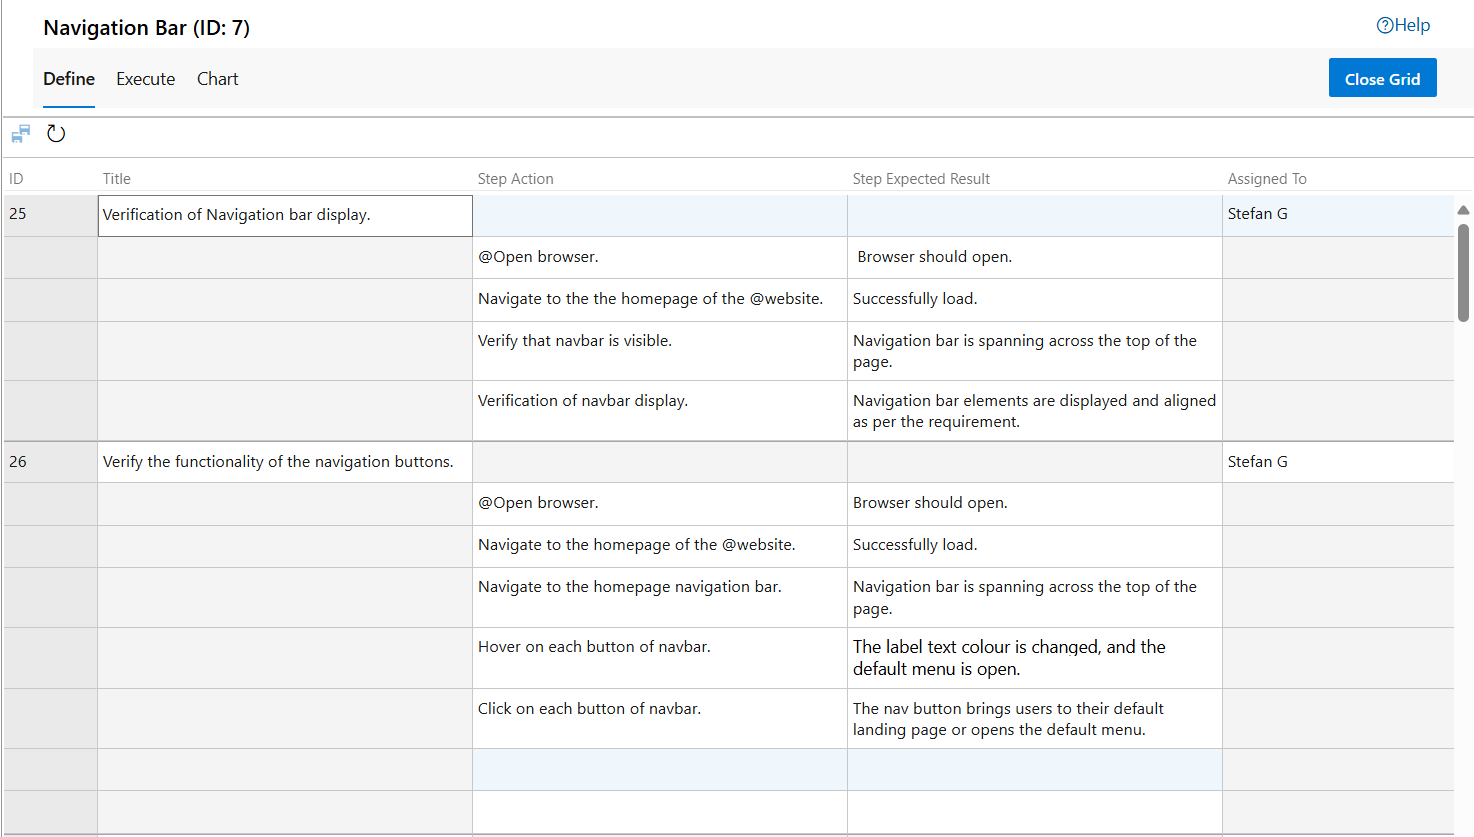 Navigation Bar (ID: 7)
Help
Define Execute Chart
Close Grid
ID Title Step Action Step Expected Result Assigned To
25 Verification of Navigation bar display. Stefan G
@Open browser. Browser should open.
Navigate to the the homepage of the @website. Successfully load.
Verify that navbar is visible. Navigation bar is spanning across the top of the
page.
Verification of navbar display. Navigation bar elements are displayed and aligned
as per the requirement.
26 Verify the functionality of the navigation buttons. Stefan G
@Open browser. Browser should open.
Navigate to the homepage of the @website. Successfully load.
Navigate to the homepage navigation bar. Navigation bar is spanning across the top of the
page.
Hover on each button of navbar. The label text colour is changed, and the
default menu is open.
Click on each button of navbar. The nav button brings users to their default
landing page or opens the default menu.